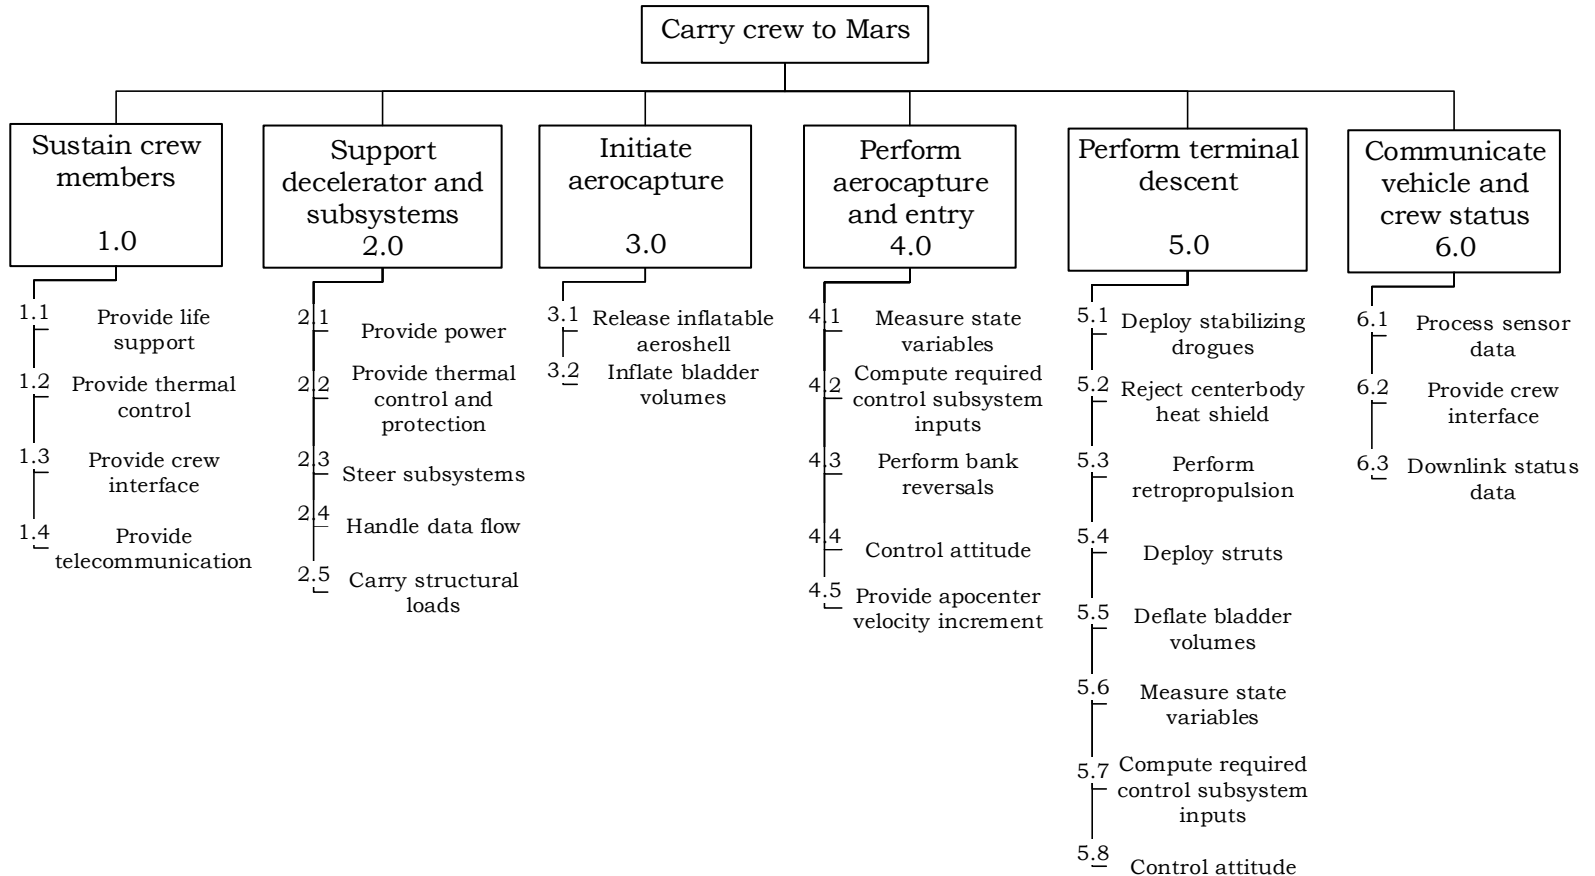 Carry crew to Mars
Sustain crew
members
1.0
1.1
Provide life
support
1.2
Provide thermal
control
1.3
Provide crew
interface
1.4
Provide
telecommunication
Support
decelerator and
subsystems
2.0
2.1
Provide power
2.2
Provide thermal
control and
protection
2.3
Steer subsystems
2.4
Handle data flow
2.5
Carry structural
loads
Initiate
aerocapture
3.0
3.1
Release inflatable
aeroshell
3.2
Inflate bladder
volumes
Perform
aerocapture
and entry
4.0
4.1
Measure state
variables
4.2
Compute required
control subsystem
inputs
4.3
Perform bank
reversals
4.4
Control attitude
4.5
Provide apocenter
velocity increment
Perform terminal
descent
5.0
5.1
Deploy stabilizing
drogues
5.2
Reject centerbody
heat shield
5.3
Perform
retropropulsion
5.4
Deploy struts
5.5
Deflate bladder
volumes
5.6
Measure state
variables
5.7
Compute required
control subsystem
inputs
5.8
Control attitude
Communicate
vehicle and
crew status
6.0
6.1
Process sensor
data
6.2
Provide crew
interface
6.3
Downlink status
data